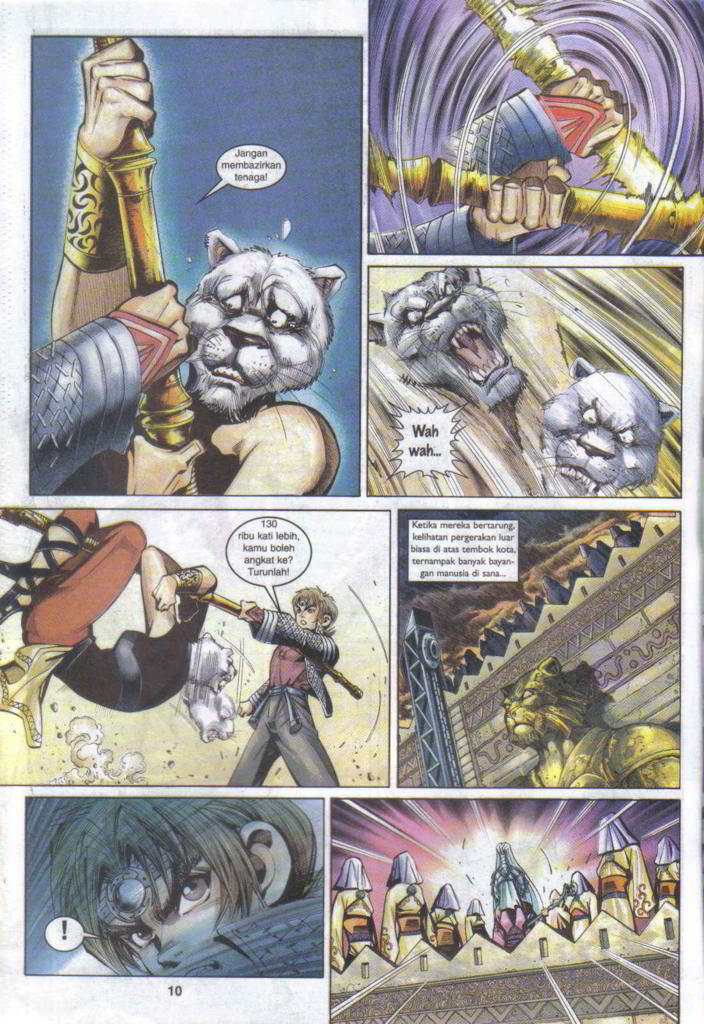 Jangan
membazirkan
tenaga!
Wah
wah...
130
ribu kati lebih,
kamu boleh
angkat ke?
Turunlah!
Ketika mereka bertarung,
kelihatan pergerakan luar
biasa di atas tembok kota,
ternampak banyak bayan-
gan manusia di sana...
!
10